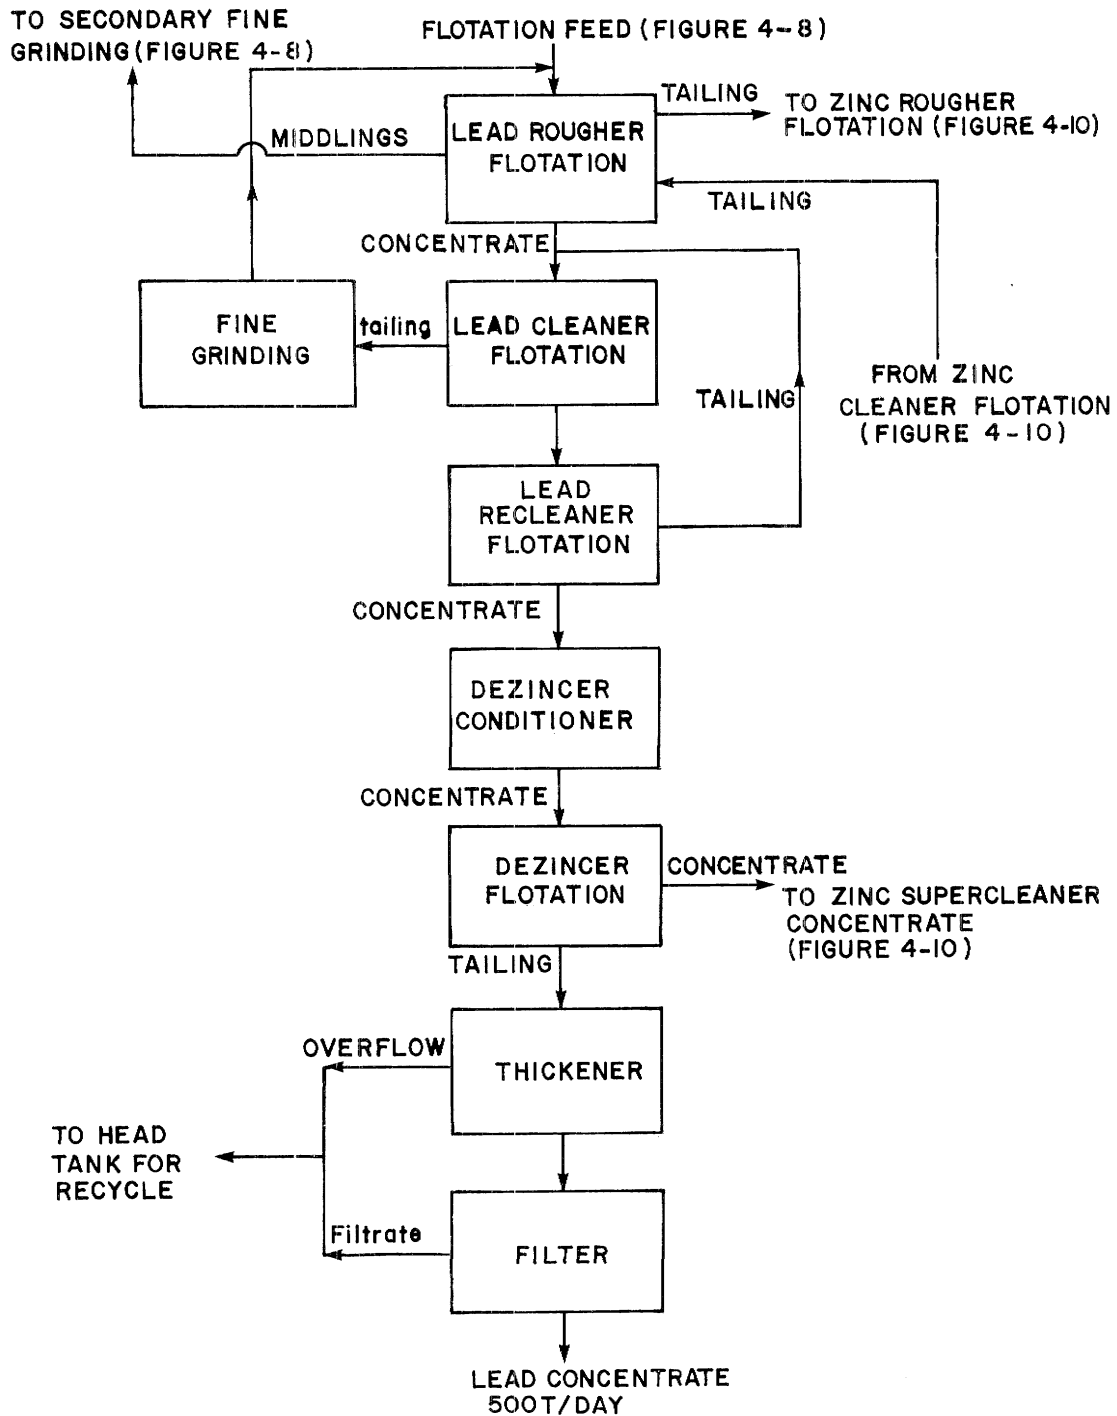 TO SECONDARY FINE
GRINDING (FIGURE 4-8)
FLOTATION FEED (FIGURE 4-8)
TAILING
TO ZINC ROUGHER
FLOTATION (FIGURE 4-10)
MIDDLINGS
LEAD ROUGHER
FLOTATION
TAILING
CONCENTRATE
FINE
GRINDING
tailing
LEAD CLEANER
FLOTATION
TAILING
FROM ZINC
CLEANER FLOTATION
(FIGURE 4-10)
LEAD
RECLEANER
FLOTATION
CONCENTRATE
DEZINCER
CONDITIONER
CONCENTRATE
DEZINCER
FLOTATION
CONCENTRATE
TO ZINC SUPERCLEANER
CONCENTRATE
(FIGURE 4-10)
TAILING
OVERFLOW
THICKENER
TO HEAD
TANK FOR
RECYCLE
Filtrate
FILTER
LEAD CONCENTRATE
500T/DAY